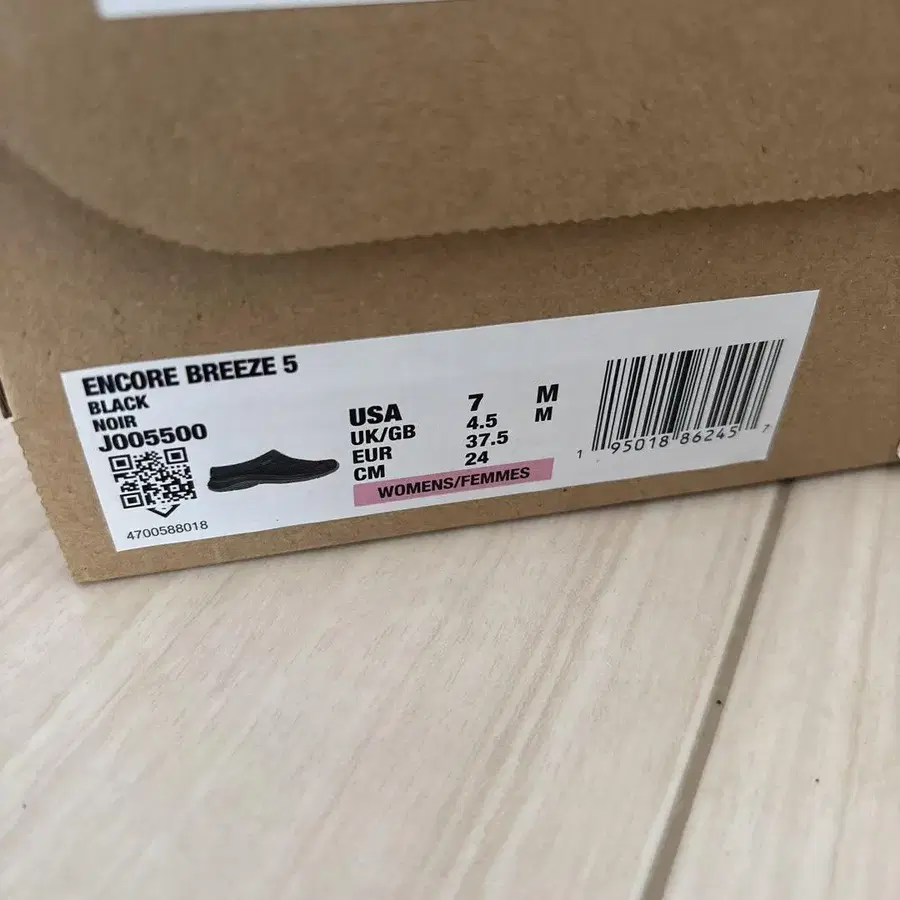 ENCORE BREEZE 5
BLACK
NOIR
J005500
4700588018
USA 7 M
UK/GB 4.5 M
EUR 37.5
CM 24
WOMENS/FEMMES
1 95018 86245 7